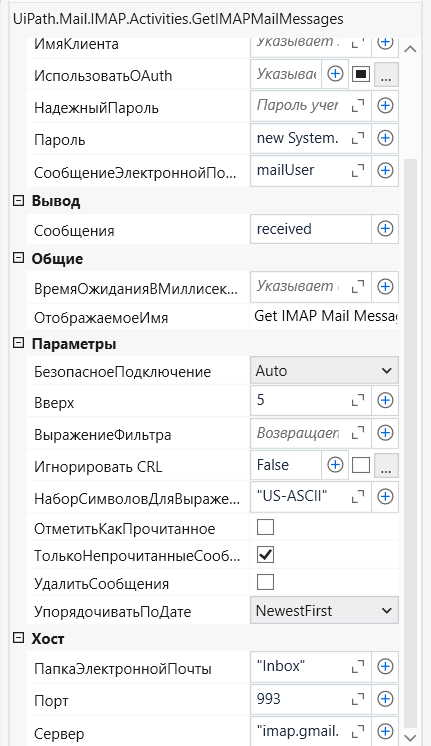 UiPath.Mail.IMAP.Activities.GetIMAPMailMessages
ИмяКлиента Указывает
ИспользоватьOAuth Указывае ...
НадежныйПароль Пароль учет
Пароль new System.
СообщениеЭлектроннойПо... mailUser
Вывод
Сообщения received
Общие
ВремяОжиданияВМиллисек... Указывает
ОтображаемоеИмя Get IMAP Mail Messag
Параметры
БезопасноеПодключение Auto
Вверх 5
ВыражениеФильтра Возвращает
Игнорировать CRL False ...
НаборСимволовДляВыраже... "US-ASCII"
ОтметитьКакПрочитанное
ТолькоНепрочитанныеСооб...
УдалитьСообщения
УпорядочиватьПоДате NewestFirst
Хост
ПапкаЭлектроннойПочты "Inbox"
Порт 993
Сервер "imap.gmail.